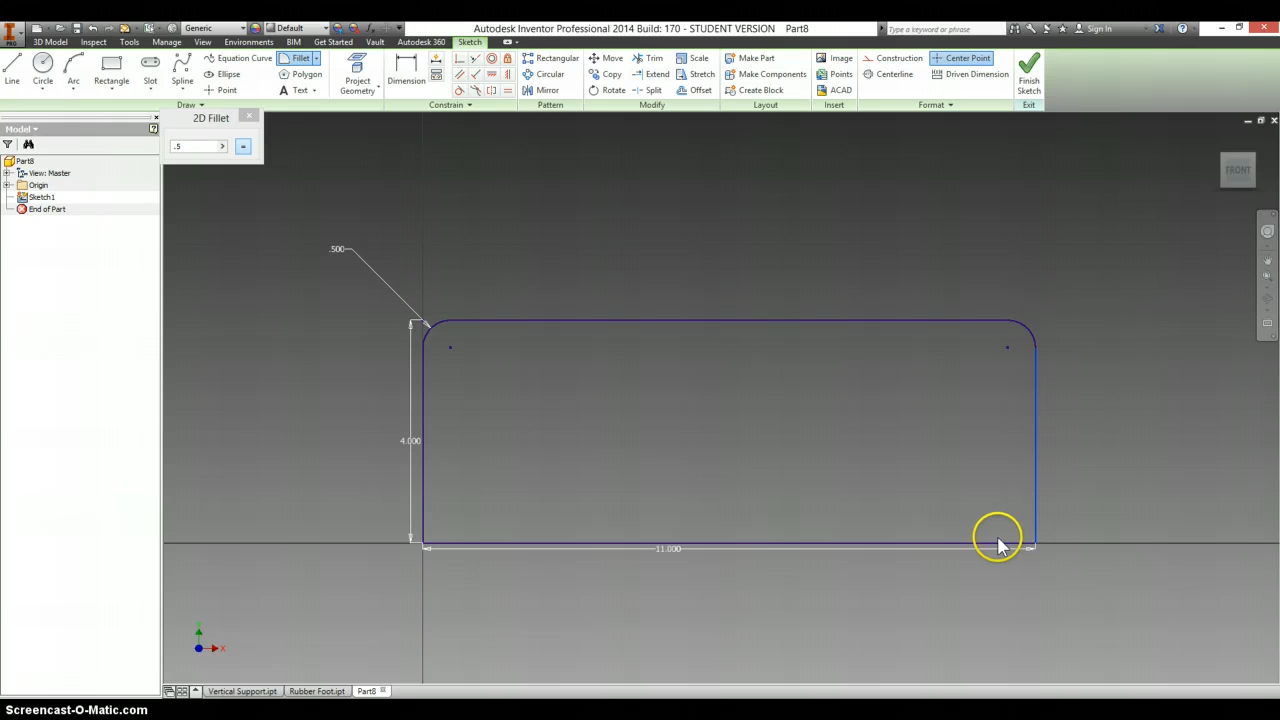 Generic
Default
Autodesk Inventor Professional 2014 Build: 170 - STUDENT VERSION Part8
Type a keyword or phrase
Sign In
PRO
3D Model Inspect Tools Manage View Environments BIM Get Started Vault Autodesk 360 Sketch
Line Circle Arc Rectangle Slot Spline
Equation Curve Fillet
Ellipse Polygon
Point Text
Project Geometry
Dimension
Rectangular
Circular
Mirror
Move Trim Scale
Copy Extend Stretch
Rotate Split Offset
Make Part
Make Components
Create Block
Image
Points
ACAD
Construction Center Point
Centerline Driven Dimension
Finish Sketch
Draw Constrain Pattern Modify Layout Insert Format Exit
Model
2D Fillet
.5
=
Part8
View: Master
Origin
Sketch1
End of Part
FRONT
.500
4.000
11.000
Y
X
Vertical Support.ipt Rubber Foot.ipt Part8
Screencast-O-Matic.com